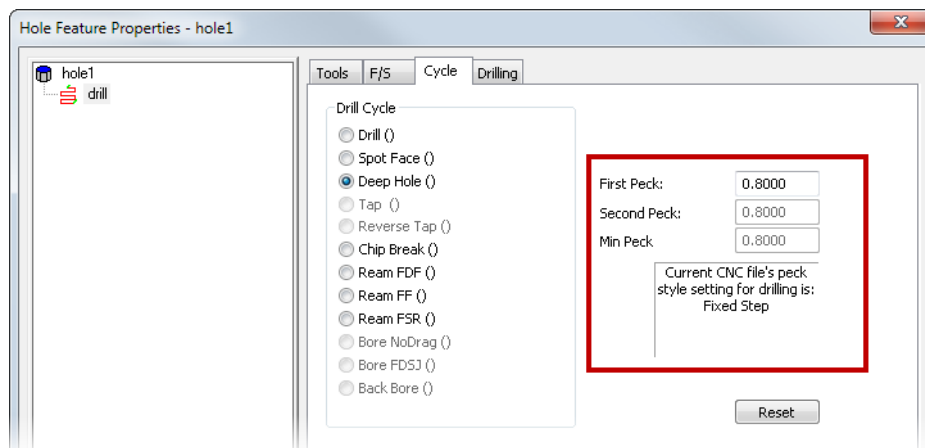 Hole Feature Properties - hole1
hole1
drill
Tools F/S Cycle Drilling
Drill Cycle
Drill ()
Spot Face ()
Deep Hole ()
Tap ()
Reverse Tap ()
Chip Break ()
Ream FDF ()
Ream FF ()
Ream FSR ()
Bore NoDrag ()
Bore FDSJ ()
Back Bore ()
First Peck: 0.8000
Second Peck: 0.8000
Min Peck 0.8000
Current CNC file's peck
style setting for drilling is:
Fixed Step
Reset